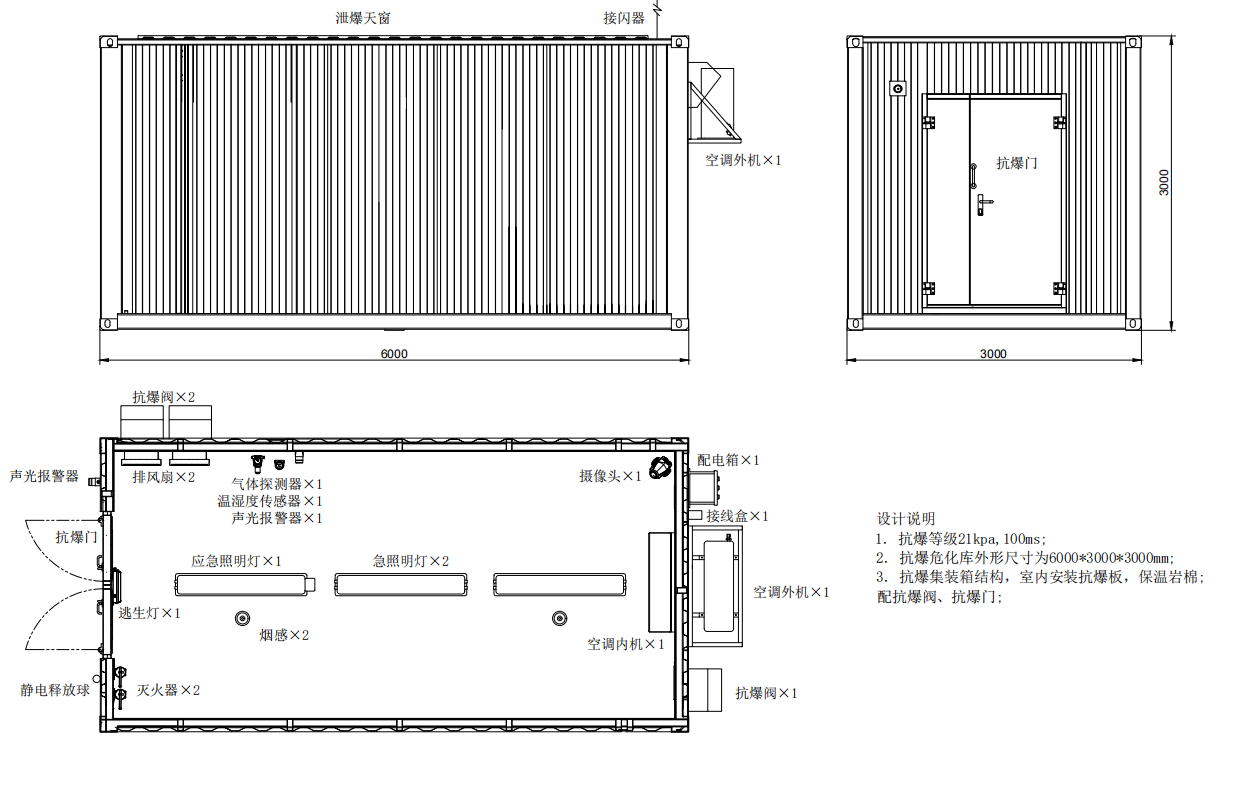 泄爆天窗
接闪器
空调外机×1
抗爆门
3000
6000
3000
抗爆阀×2
声光报警器
排风扇×2
气体探测器×1
温湿度传感器×1
声光报警器×1
摄像头×1
配电箱×1
接线盒×1
抗爆门
应急照明灯×1
急照明灯×2
逃生灯×1
烟感×2
空调内机×1
空调外机×1
静电释放球
灭火器×2
抗爆阀×1
设计说明
1. 抗爆等级21kpa,100ms;
2. 抗爆危化库外形尺寸为6000*3000*3000mm;
3. 抗爆集装箱结构，室内安装抗爆板，保温岩棉;
配抗爆阀、抗爆门;